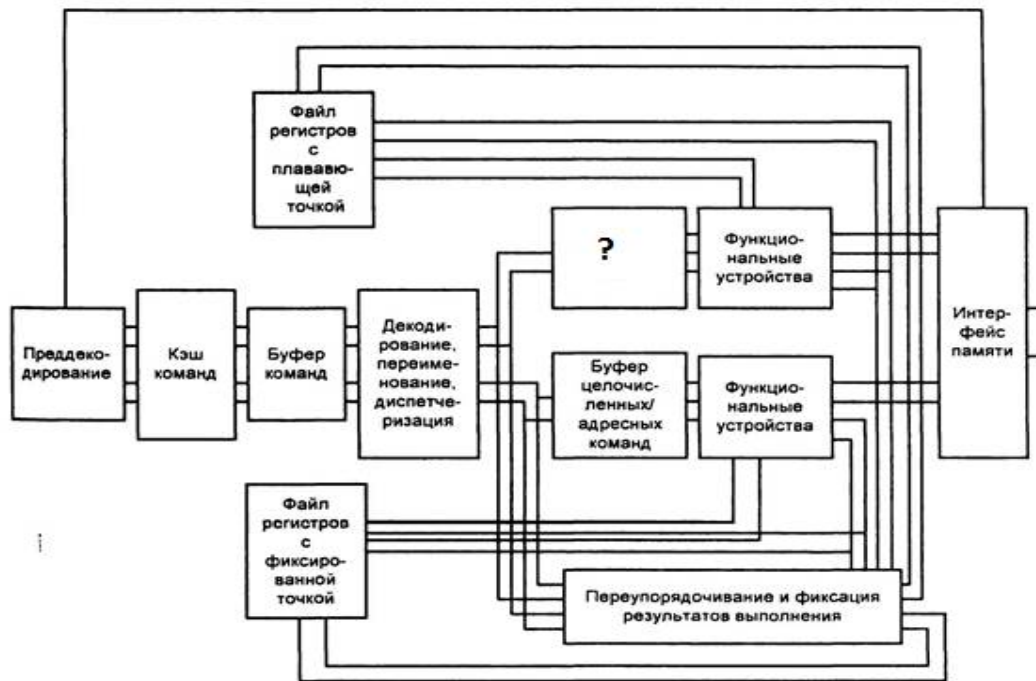 Файл
регистров
с
плававю-
щей
точкой
?
Функцио-
нальные
устройства
Интер-
фейс
памяти
Преддеко-
дирование
Кэш
команд
Буфер
команд
Декоди-
рование,
переиме-
нование,
диспетче-
ризация
Буфер
целочис-
ленных/
адресных
команд
Функцио-
нальные
устройства
Файл
регистров
с
фиксиро-
ванной
точкой
Переупорядочивание и фиксация
результатов выполнения